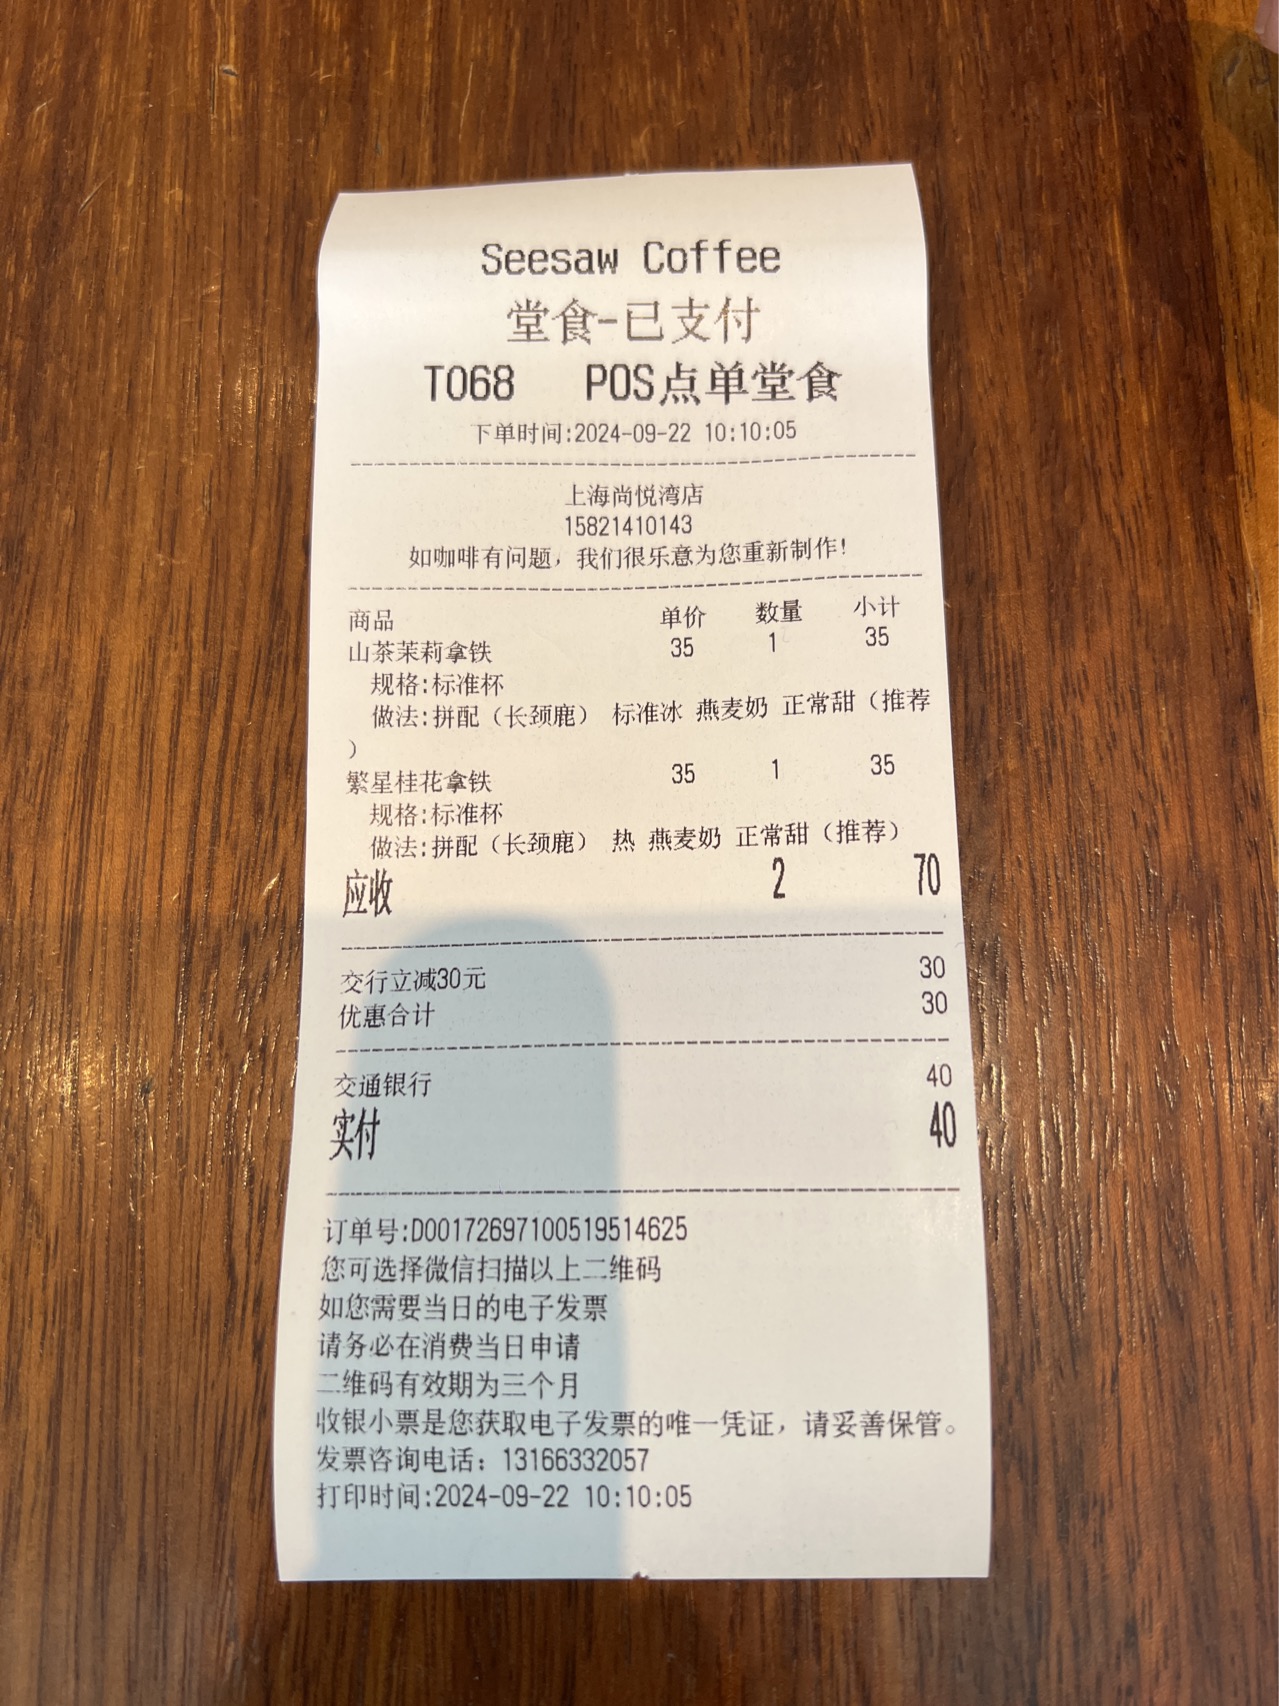 Seesaw Coffee
堂食-已支付
T068 POS点单堂食
下单时间:2024-09-22 10:10:05
上海尚悦湾店
15821410143
如咖啡有问题，我们很乐意为您重新制作!
商品 单价 数量 小计
山茶茉莉拿铁 35 1 35
规格:标准杯
做法:拼配（长颈鹿） 标准冰 燕麦奶 正常甜（推荐
）
繁星桂花拿铁 35 1 35
规格:标准杯
做法:拼配（长颈鹿） 热 燕麦奶 正常甜（推荐）
应收 2 70
交行立减30元 30
优惠合计 30
交通银行 40
实付 40
订单号:D00172697100519514625
您可选择微信扫描以上二维码
如您需要当日的电子发票
请务必在消费当日申请
二维码有效期为三个月
收银小票是您获取电子发票的唯一凭证，请妥善保管。
发票咨询电话：13166332057
打印时间:2024-09-22 10:10:05